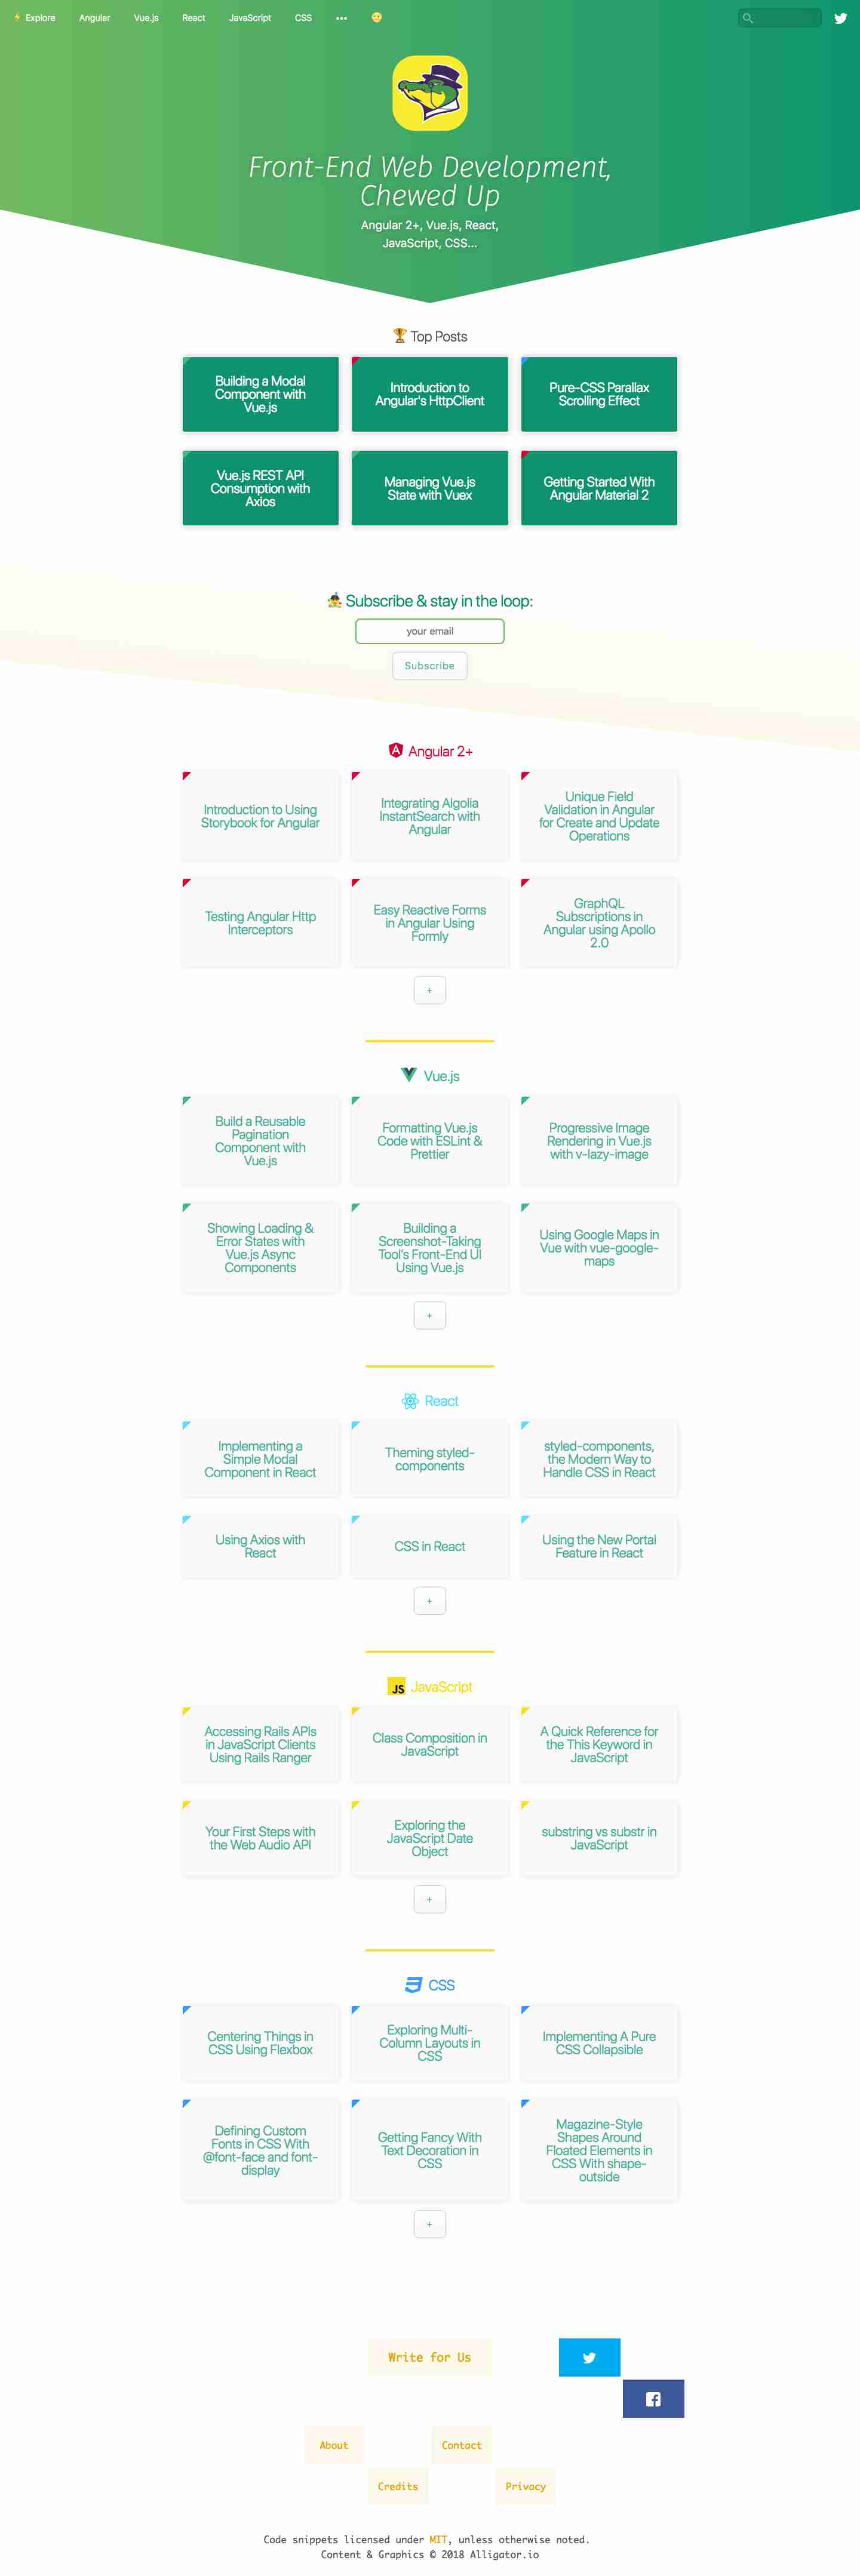 Explore Angular Vue.js React JavaScript CSS •••
Front-End Web Development,
Chewed Up
Angular 2+, Vue.js, React,
JavaScript, CSS...
Top Posts
Building a Modal
Component with
Vue.js
Introduction to
Angular's HttpClient
Pure-CSS Parallax
Scrolling Effect
Vue.js REST API
Consumption with
Axios
Managing Vue.js
State with Vuex
Getting Started With
Angular Material 2
Subscribe & stay in the loop:
your email
Subscribe
Angular 2+
Introduction to Using
Storybook for Angular
Integrating Algolia
InstantSearch with
Angular
Unique Field
Validation in Angular
for Create and Update
Operations
Testing Angular Http
Interceptors
Easy Reactive Forms
in Angular Using
Formly
GraphQL
Subscriptions in
Angular using Apollo
2.0
+
Vue.js
Build a Reusable
Pagination
Component with
Vue.js
Formatting Vue.js
Code with ESLint &
Prettier
Progressive Image
Rendering in Vue.js
with v-lazy-image
Showing Loading &
Error States with
Vue.js Async
Components
Building a
Screenshot-Taking
Tool's Front-End UI
Using Vue.js
Using Google Maps in
Vue with vue-google-
maps
+
React
Implementing a
Simple Modal
Component in React
Theming styled-
components
styled-components,
the Modern Way to
Handle CSS in React
Using Axios with
React
CSS in React
Using the New Portal
Feature in React
+
JS JavaScript
Accessing Rails APIs
in JavaScript Clients
Using Rails Ranger
Class Composition in
JavaScript
A Quick Reference for
the This Keyword in
JavaScript
Your First Steps with
the Web Audio API
Exploring the
JavaScript Date
Object
substring vs substr in
JavaScript
+
CSS
Centering Things in
CSS Using Flexbox
Exploring Multi-
Column Layouts in
CSS
Implementing A Pure
CSS Collapsible
Defining Custom
Fonts in CSS With
@font-face and font-
display
Getting Fancy With
Text Decoration in
CSS
Magazine-Style
Shapes Around
Floated Elements in
CSS With shape-
outside
+
Write for Us
About
Contact
Credits
Privacy
Code snippets licensed under MIT, unless otherwise noted.
Content & Graphics © 2018 Alligator.io